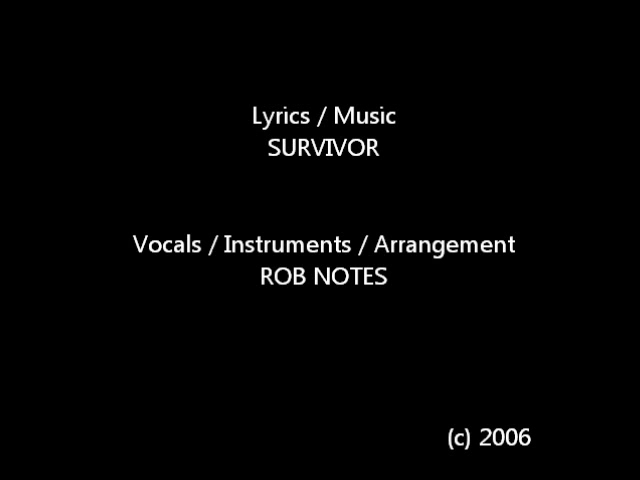 Lyrics / Music
SURVIVOR
Vocals / Instruments / Arrangement
ROB NOTES
(c) 2006